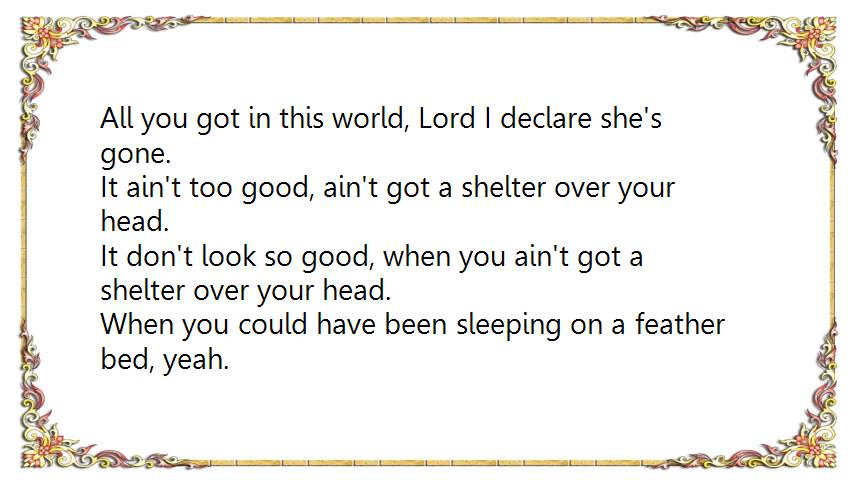 All you got in this world, Lord I declare she's
gone.
It ain't too good, ain't got a shelter over your
head.
It don't look so good, when you ain't got a
shelter over your head.
When you could have been sleeping on a feather
bed, yeah.